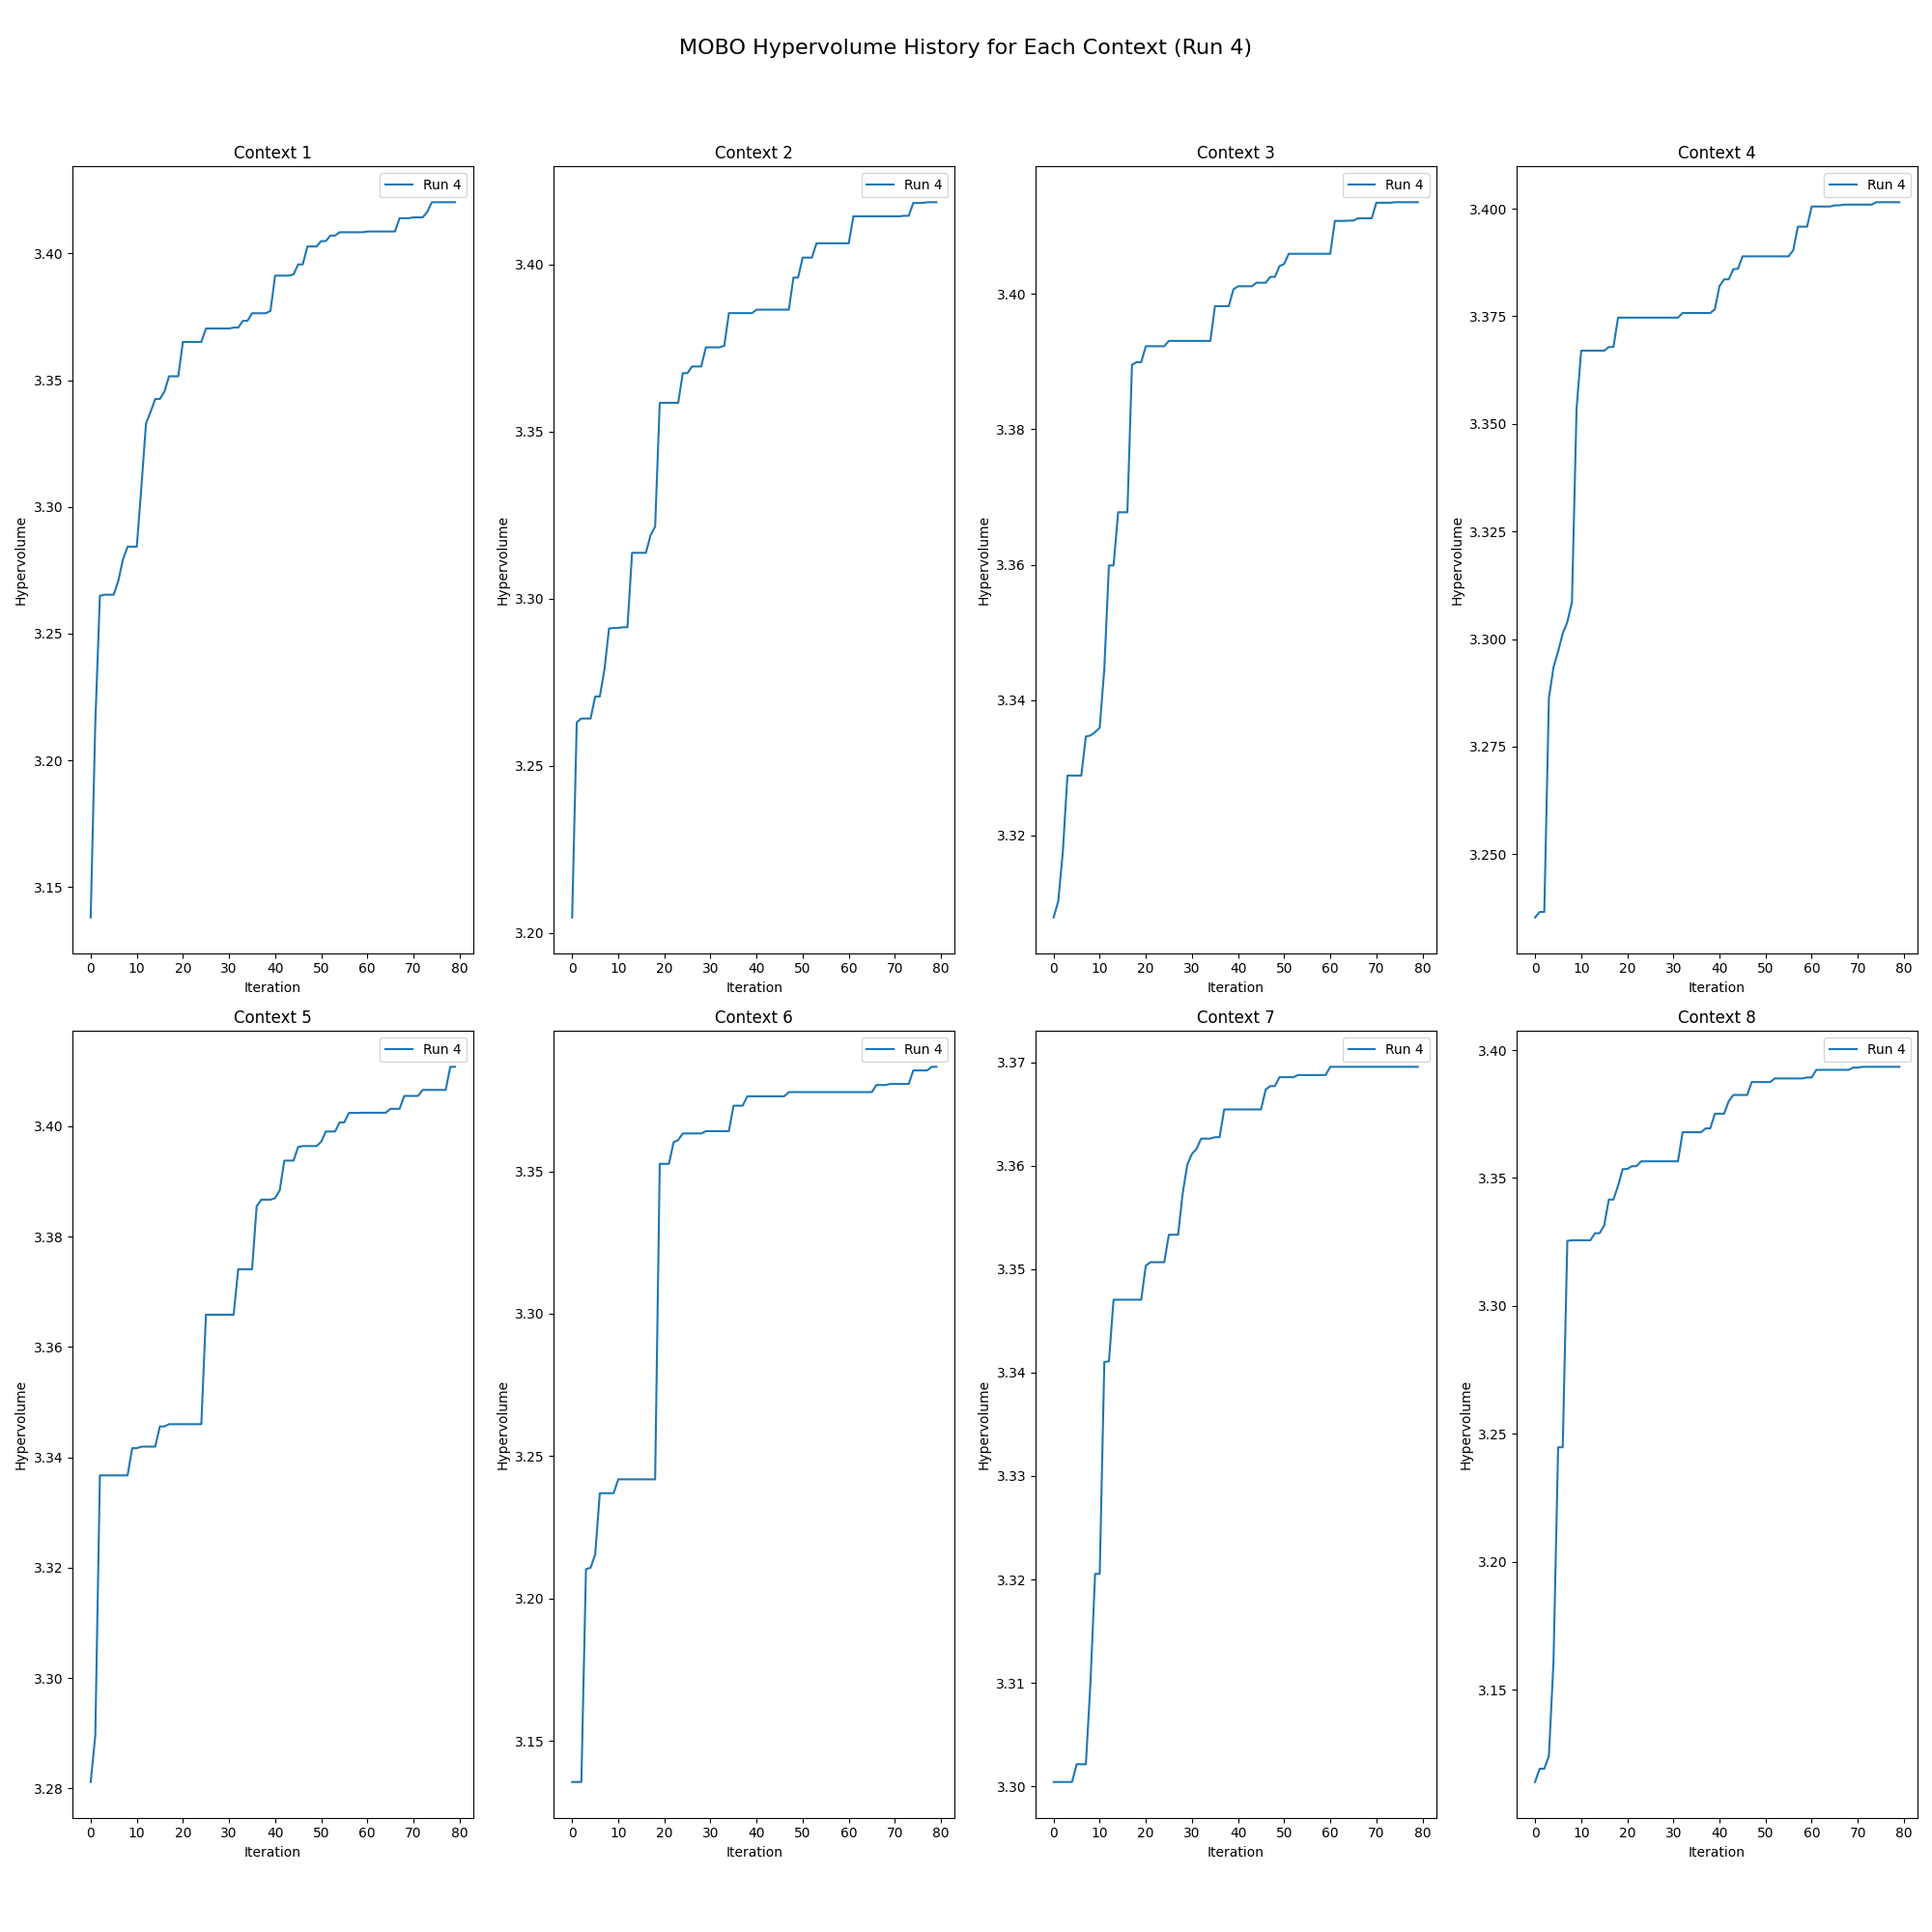 MOBO Hypervolume History for Each Context (Run 4)
Context 1
Run 4
3.40
3.35
3.30
3.25
3.20
3.15
Hypervolume
0 10 20 30 40 50 60 70 80
Iteration
Context 2
Run 4
3.40
3.35
3.30
3.25
3.20
Hypervolume
0 10 20 30 40 50 60 70 80
Iteration
Context 3
Run 4
3.40
3.38
3.36
3.34
3.32
Hypervolume
0 10 20 30 40 50 60 70 80
Iteration
Context 4
Run 4
3.400
3.375
3.350
3.325
3.300
3.275
3.250
Hypervolume
0 10 20 30 40 50 60 70 80
Iteration
Context 5
Run 4
3.40
3.38
3.36
3.34
3.32
3.30
3.28
Hypervolume
0 10 20 30 40 50 60 70 80
Iteration
Context 6
Run 4
3.35
3.30
3.25
3.20
3.15
Hypervolume
0 10 20 30 40 50 60 70 80
Iteration
Context 7
Run 4
3.37
3.36
3.35
3.34
3.33
3.32
3.31
3.30
Hypervolume
0 10 20 30 40 50 60 70 80
Iteration
Context 8
Run 4
3.40
3.35
3.30
3.25
3.20
3.15
Hypervolume
0 10 20 30 40 50 60 70 80
Iteration